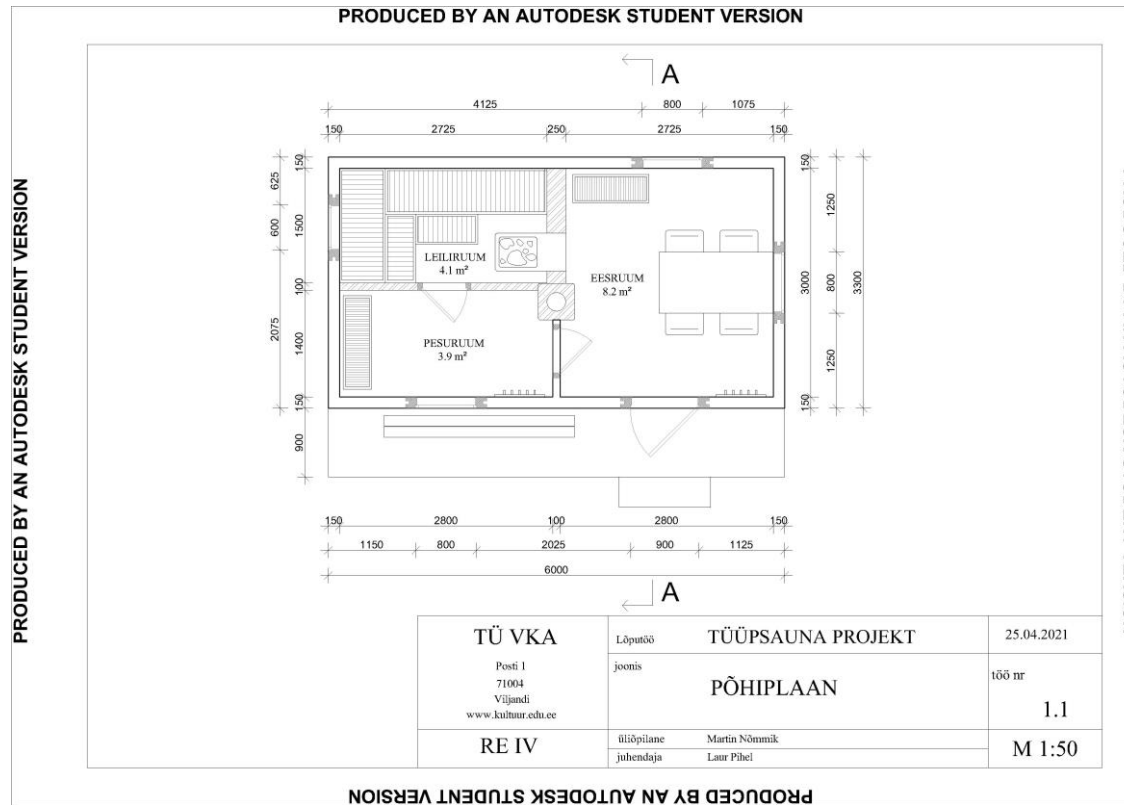 PRODUCED BY AN AUTODESK STUDENT VERSION
PRODUCED BY AN AUTODESK STUDENT VERSION
A
4125 800 1075
150 2725 250 2725 150
625 600 2075
150 1500 100 1400 150 900
LEILIRUUM
4.1 m²
EESRUUM
8.2 m²
PESURUUM
3.9 m²
1250 800 1250
150 3000 150
3300
150 2800 100 2800 150
1150 800 2025 900 1125
6000
A
TÜ VKA
Posti 1
71004
Viljandi
www.kultuur.edu.ee
RE IV
Lõputöö TÜÜPSAUNA PROJEKT
25.04.2021
joonis
PÕHIPLAAN
töö nr
1.1
üliõpilane Martin Nõmmik
juhendaja Laur Pihel
M 1:50
PRODUCED BY AN AUTODESK STUDENT VERSION